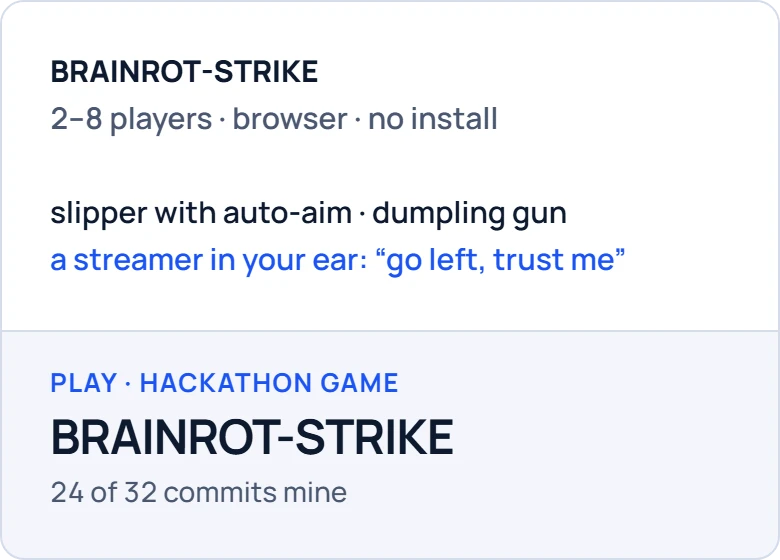 BRAINROT-STRIKE
2–8 players · browser · no install
slipper with auto-aim · dumpling gun
a streamer in your ear: “go left, trust me”
PLAY · HACKATHON GAME
BRAINROT-STRIKE
24 of 32 commits mine